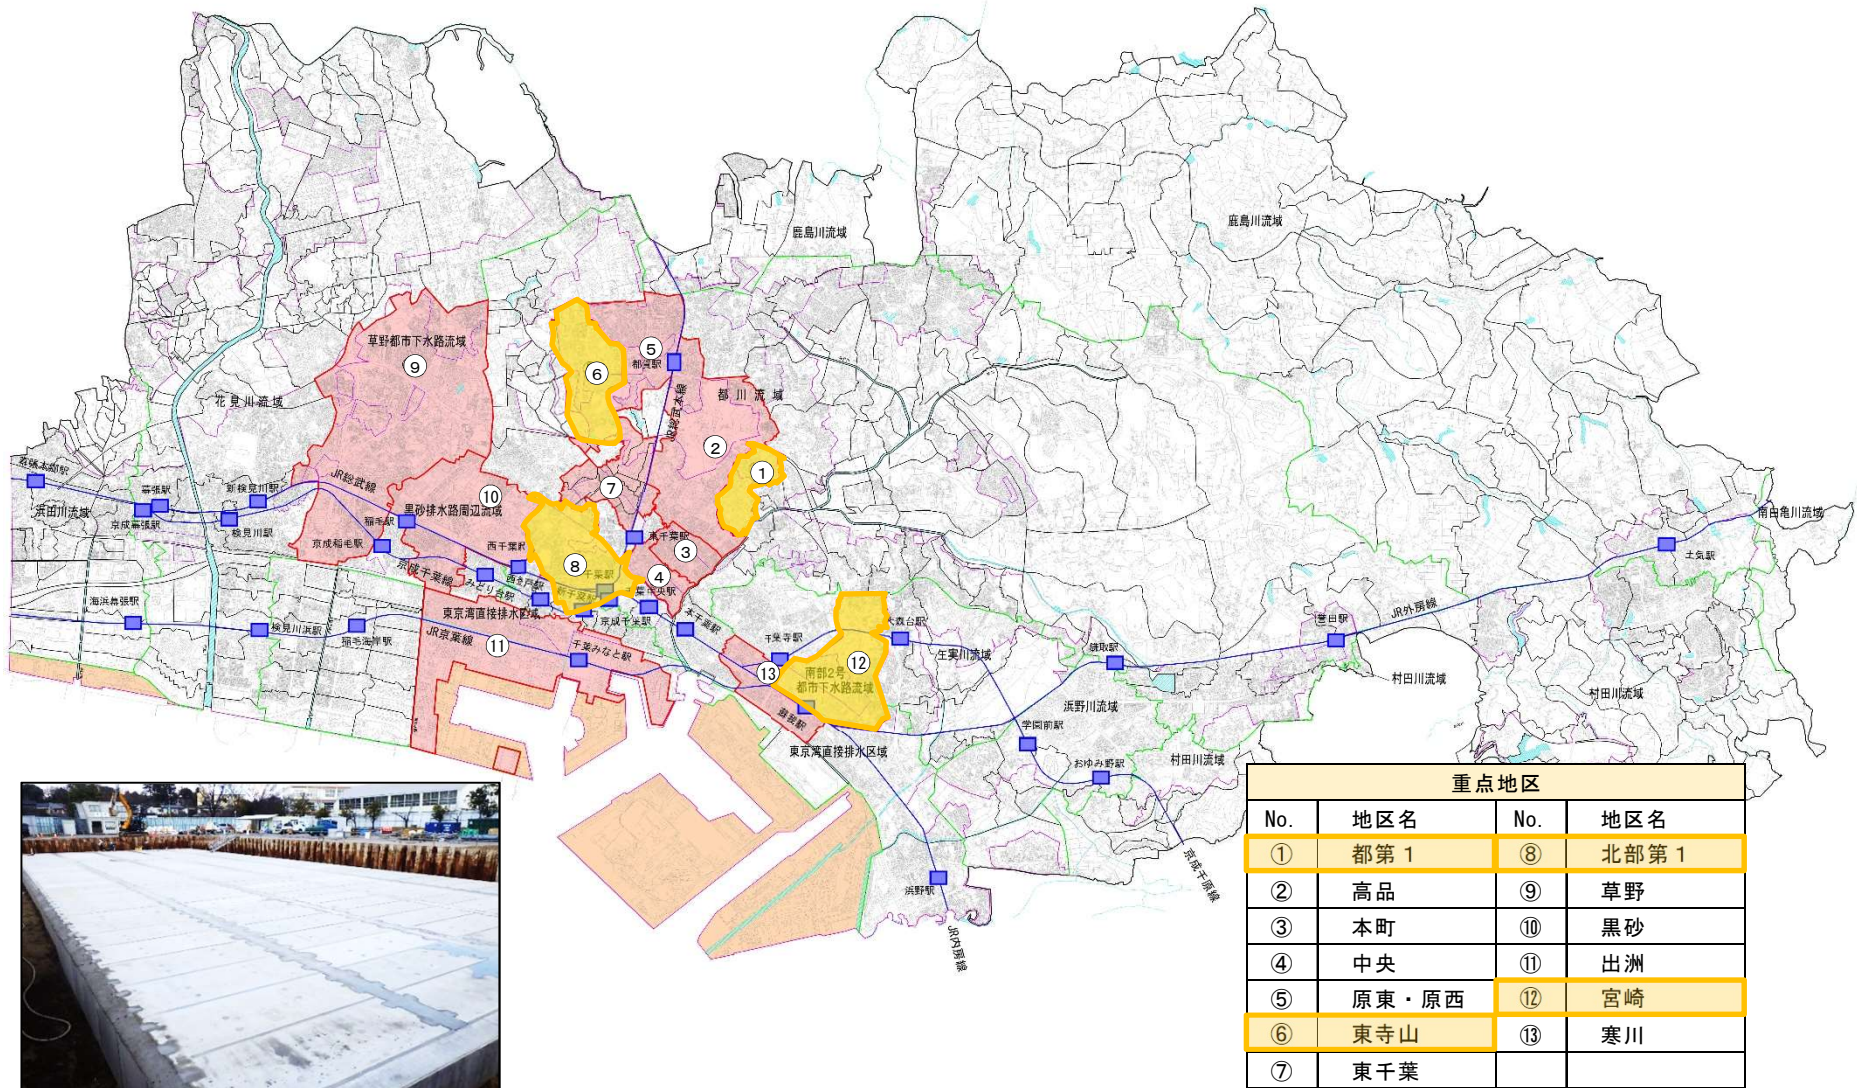 鹿島川流域
鹿島川流域
草野都市下水路流域
⑨
⑤
都賀駅
⑥
花見川流域
都川流域
JR総武本線
②
①
幕張本郷駅
JR総武線
⑩
⑦
幕張駅
新検見川駅
黒砂排水路周辺流域
浜田川流域
京成幕張駅
検見川駅
稲毛駅
京成稲毛駅
西千葉駅
東千葉駅
③
南白亀川流域
土気駅
京成千葉線
みどり台駅
西登戸駅
⑧
千葉駅
新千葉駅
④
千葉中央駅
京成千葉駅
本千葉駅
海浜幕張駅
検見川浜駅
稲毛海岸駅
東京湾直接排水区域
JR京葉線
⑪
千葉みなと駅
千葉寺駅
大森台駅
JR外房線
誉田駅
⑬
⑫
南部2号
都市下水路流域
生実川流域
鎌取駅
蘇我駅
浜野川流域
村田川流域
村田川流域
学園前駅
東京湾直接排水区域
おゆみ野駅
村田川流域
京成千原線
浜野駅
JR内房線
重点地区
No. 地区名 No. 地区名
① 都第1 ⑧ 北部第1
② 高品 ⑨ 草野
③ 本町 ⑩ 黒砂
④ 中央 ⑪ 出洲
⑤ 原東・原西 ⑫ 宮崎
⑥ 東寺山 ⑬ 寒川
⑦ 東千葉